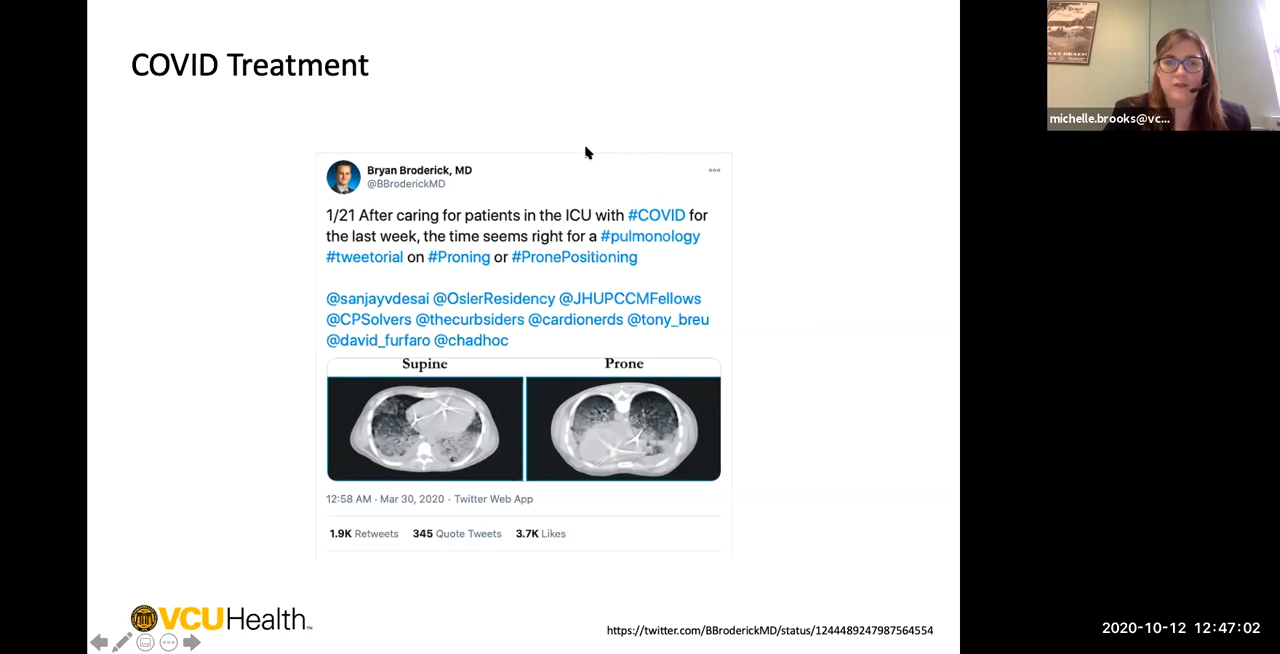 COVID Treatment
Bryan Broderick, MD
@BBroderickMD
1/21 After caring for patients in the ICU with #COVID for
the last week, the time seems right for a #pulmonology
#tweetorial on #Proning or #PronePositioning
@sanjayvdesai @OslerResidency @JHUPCCMFellows
@CPSolvers @thecurbsiders @cardionerds @tony_breu
@david_furfaro @chadhoc
Supine Prone
12:58 AM · Mar 30, 2020 · Twitter Web App
1.9K Retweets 345 Quote Tweets 3.7K Likes
VCUHealth™
https://twitter.com/BBroderickMD/status/1244489247987564554
michelle.brooks@vc...
2020-10-12 12:47:02